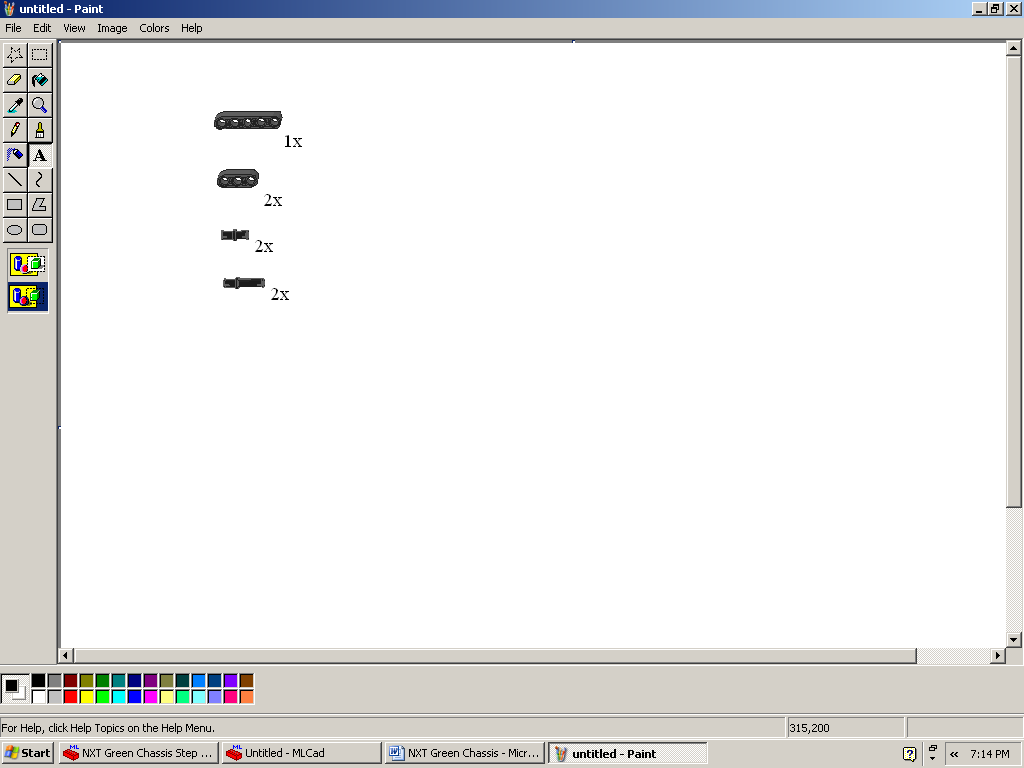 untitled - Paint
File Edit View Image Colors Help
A
1x
2x
2x
2x
For Help, click Help Topics on the Help Menu.
315,200
Start
ML
NXT Green Chassis Step ...
ML
Untitled - MLCad
W
NXT Green Chassis - Micr...
untitled - Paint
?
«
7:14 PM